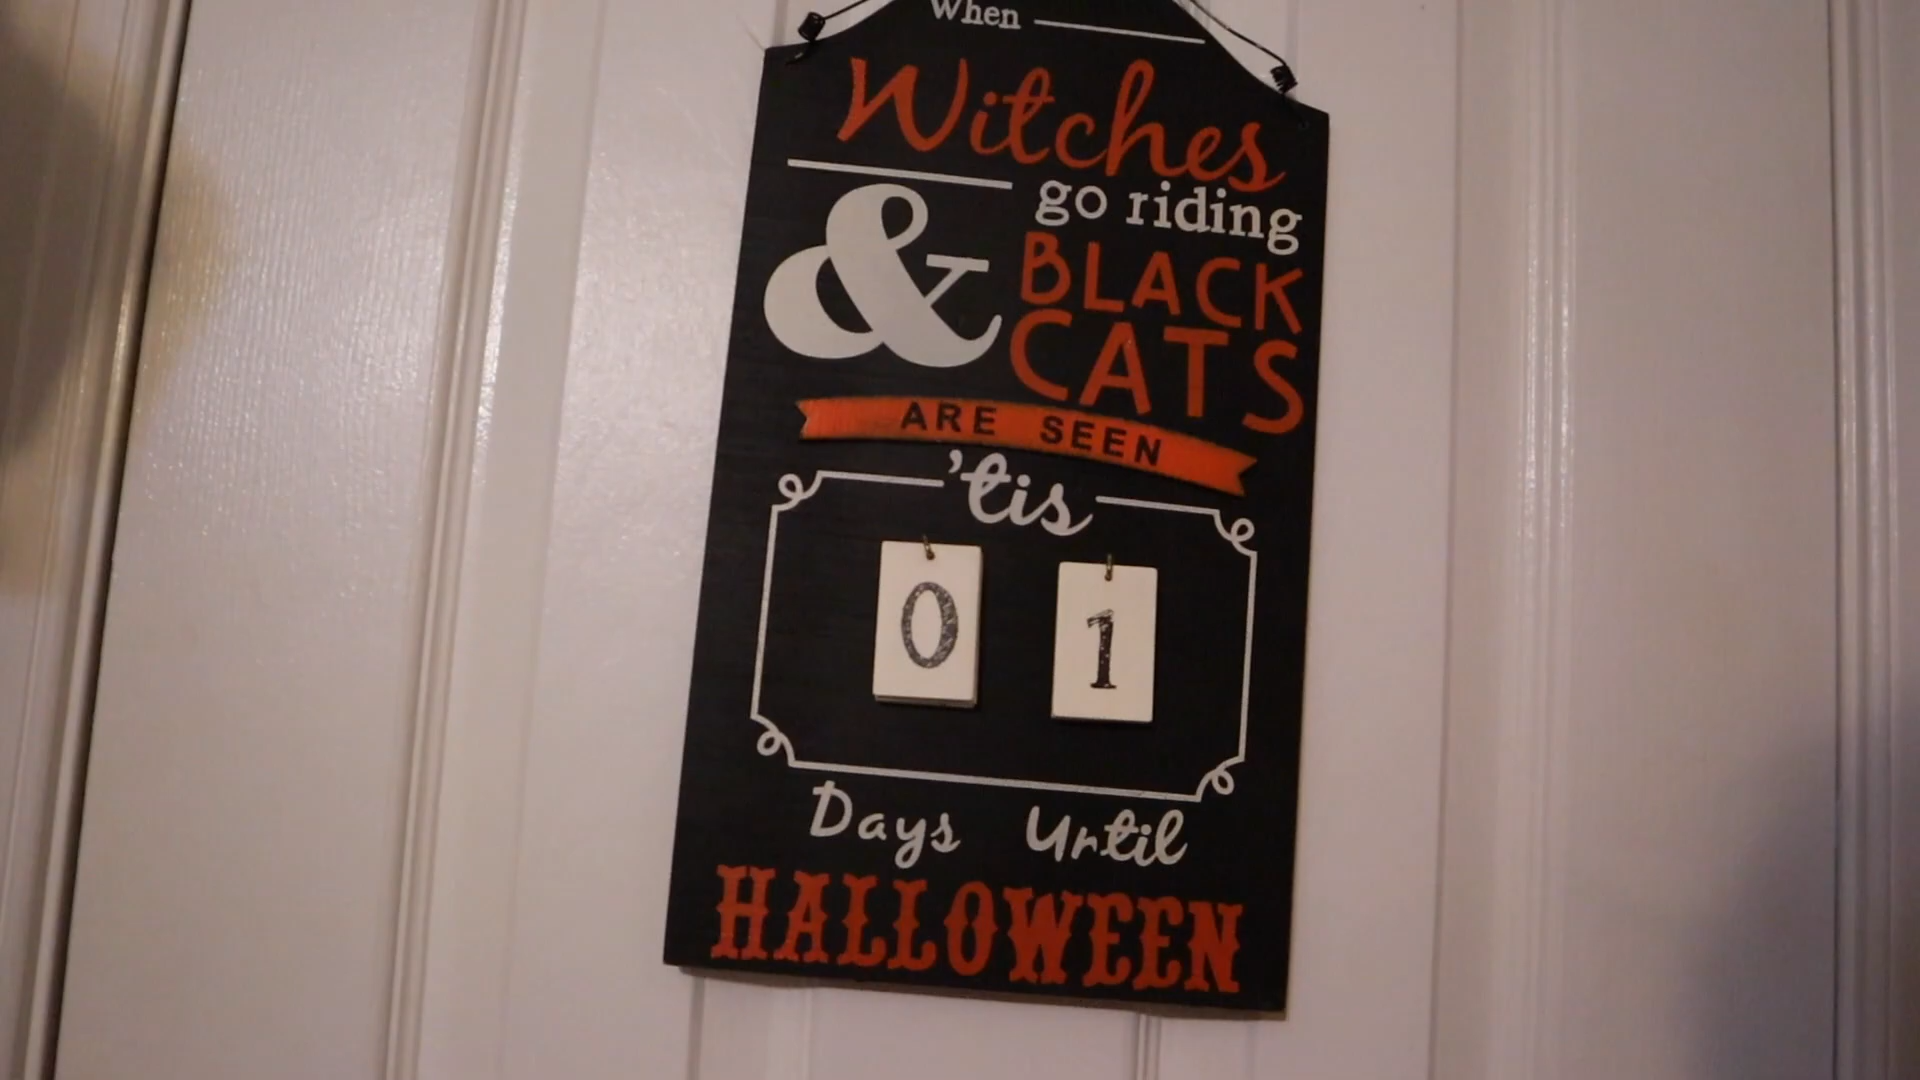 When
Witches
go riding
&
BLACK
CATS
ARE SEEN
'tis
0 1
Days Until
HALLOWEEN